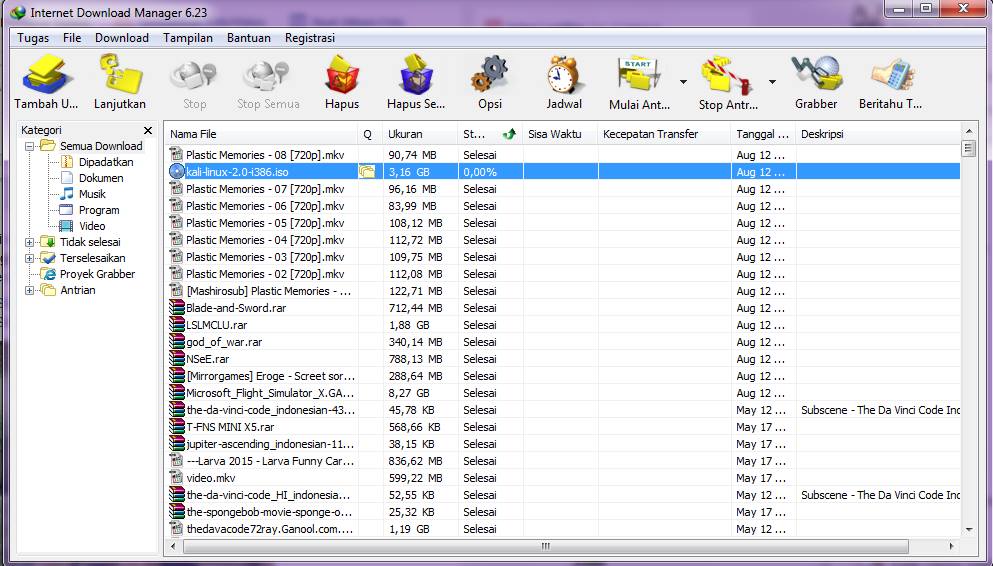 Internet Download Manager 6.23
Tugas File Download Tampilan Bantuan Registrasi
START
Tambah U... Lanjutkan Stop Stop Semua Hapus Hapus Se... Opsi Jadwal Mulai Ant... Stop Antr... Grabber Beritahu T...
Kategori
Semua Download
Dipadatkan
Dokumen
Musik
Program
Video
Tidak selesai
Terselesaikan
Proyek Grabber
Antrian
Nama File Q Ukuran St... Sisa Waktu Kecepatan Transfer Tanggal ... Deskripsi
Plastic Memories - 08 [720p].mkv 90,74 MB Selesai Aug 12 ...
kali-linux-2.0-i386.iso 3,16 GB 0,00% Aug 12 ...
Plastic Memories - 07 [720p].mkv 96,16 MB Selesai Aug 12 ...
Plastic Memories - 06 [720p].mkv 83,99 MB Selesai Aug 12 ...
Plastic Memories - 05 [720p].mkv 108,12 MB Selesai Aug 12 ...
Plastic Memories - 04 [720p].mkv 112,72 MB Selesai Aug 12 ...
Plastic Memories - 03 [720p].mkv 109,75 MB Selesai Aug 12 ...
Plastic Memories - 02 [720p].mkv 112,08 MB Selesai Aug 12 ...
[Mashirosub] Plastic Memories - ... 122,71 MB Selesai Aug 12 ...
Blade-and-Sword.rar 712,44 MB Selesai Aug 12 ...
LSLMCLU.rar 1,88 GB Selesai Aug 12 ...
god_of_war.rar 340,14 MB Selesai Aug 12 ...
NSeE.rar 788,13 MB Selesai Aug 12 ...
[Mirrorgames] Eroge - Screet sor... 288,64 MB Selesai Aug 12 ...
Microsoft_Flight_Simulator_X.GA... 8,27 GB Selesai Aug 12 ...
the-da-vinci-code_indonesian-43... 45,78 KB Selesai May 12 ... Subscene - The Da Vinci Code Inc
T-FNS MINI X5.rar 568,66 KB Selesai May 17 ...
jupiter-ascending_indonesian-11... 38,15 KB Selesai May 17 ...
---Larva 2015 - Larva Funny Car... 836,62 MB Selesai May 17 ...
video.mkv 599,22 MB Selesai May 17 ...
the-da-vinci-code_HI_indonesia... 52,55 KB Selesai May 12 ... Subscene - The Da Vinci Code Inc
the-spongebob-movie-sponge-o... 25,32 KB Selesai May 17 ...
thedavacode72ray.Ganool.com.... 1,19 GB Selesai May 12 ...